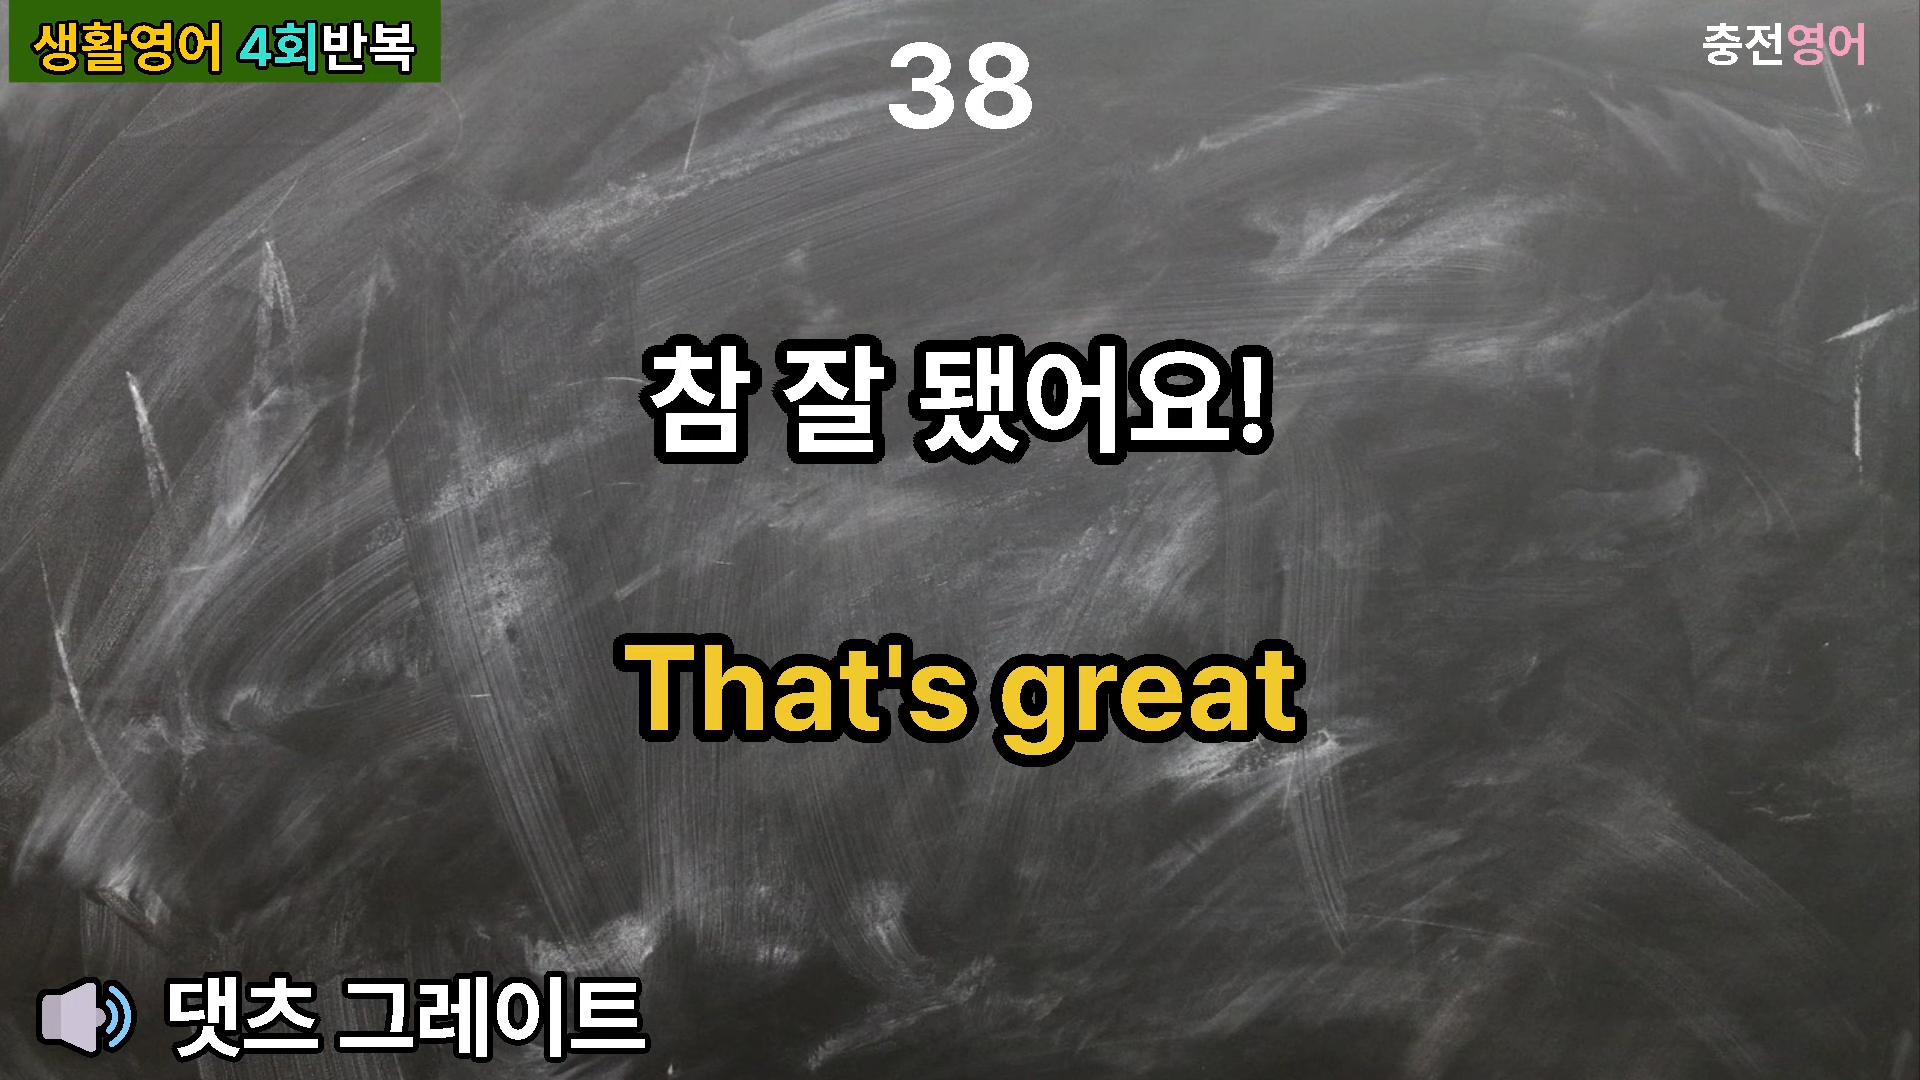 생활영어 4회반복
충전영어
38
참 잘 됐어요!
That's great
댓츠 그레이트